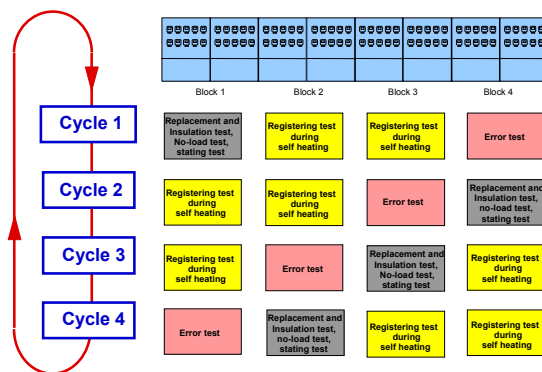 Block 1
Block 2
Block 3
Block 4
Cycle 1
Replacement and
Insulation test,
No-load test,
stating test
Registering test
during
self heating
Registering test
during
self heating
Error test
Cycle 2
Registering test
during
self heating
Registering test
during
self heating
Error test
Replacement and
Insulation test,
no-load test,
stating test
Cycle 3
Registering test
during
self heating
Error test
Replacement and
Insulation test,
No-load test,
stating test
Registering test
during
self heating
Cycle 4
Error test
Replacement and
Insulation test,
no-load test,
stating test
Registering test
during
self heating
Registering test
during
self heating